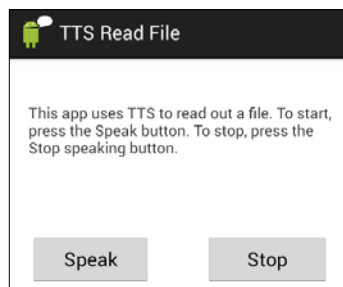 TTS Read File
This app uses TTS to read out a file. To start,
press the Speak button. To stop, press the
Stop speaking button.
Speak Stop